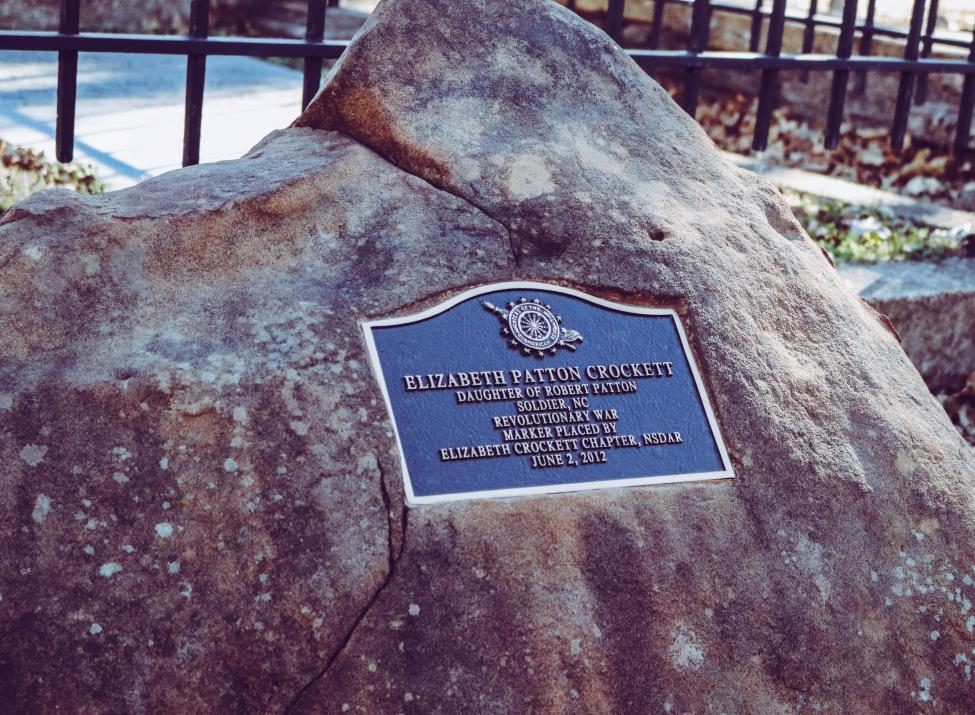 ELIZABETH PATTON CROCKETT
DAUGHTER OF ROBERT PATTON
SOLDIER, NC
REVOLUTIONARY WAR
MARKER PLACED BY
ELIZABETH CROCKETT CHAPTER, NSDAR
JUNE 2, 2012